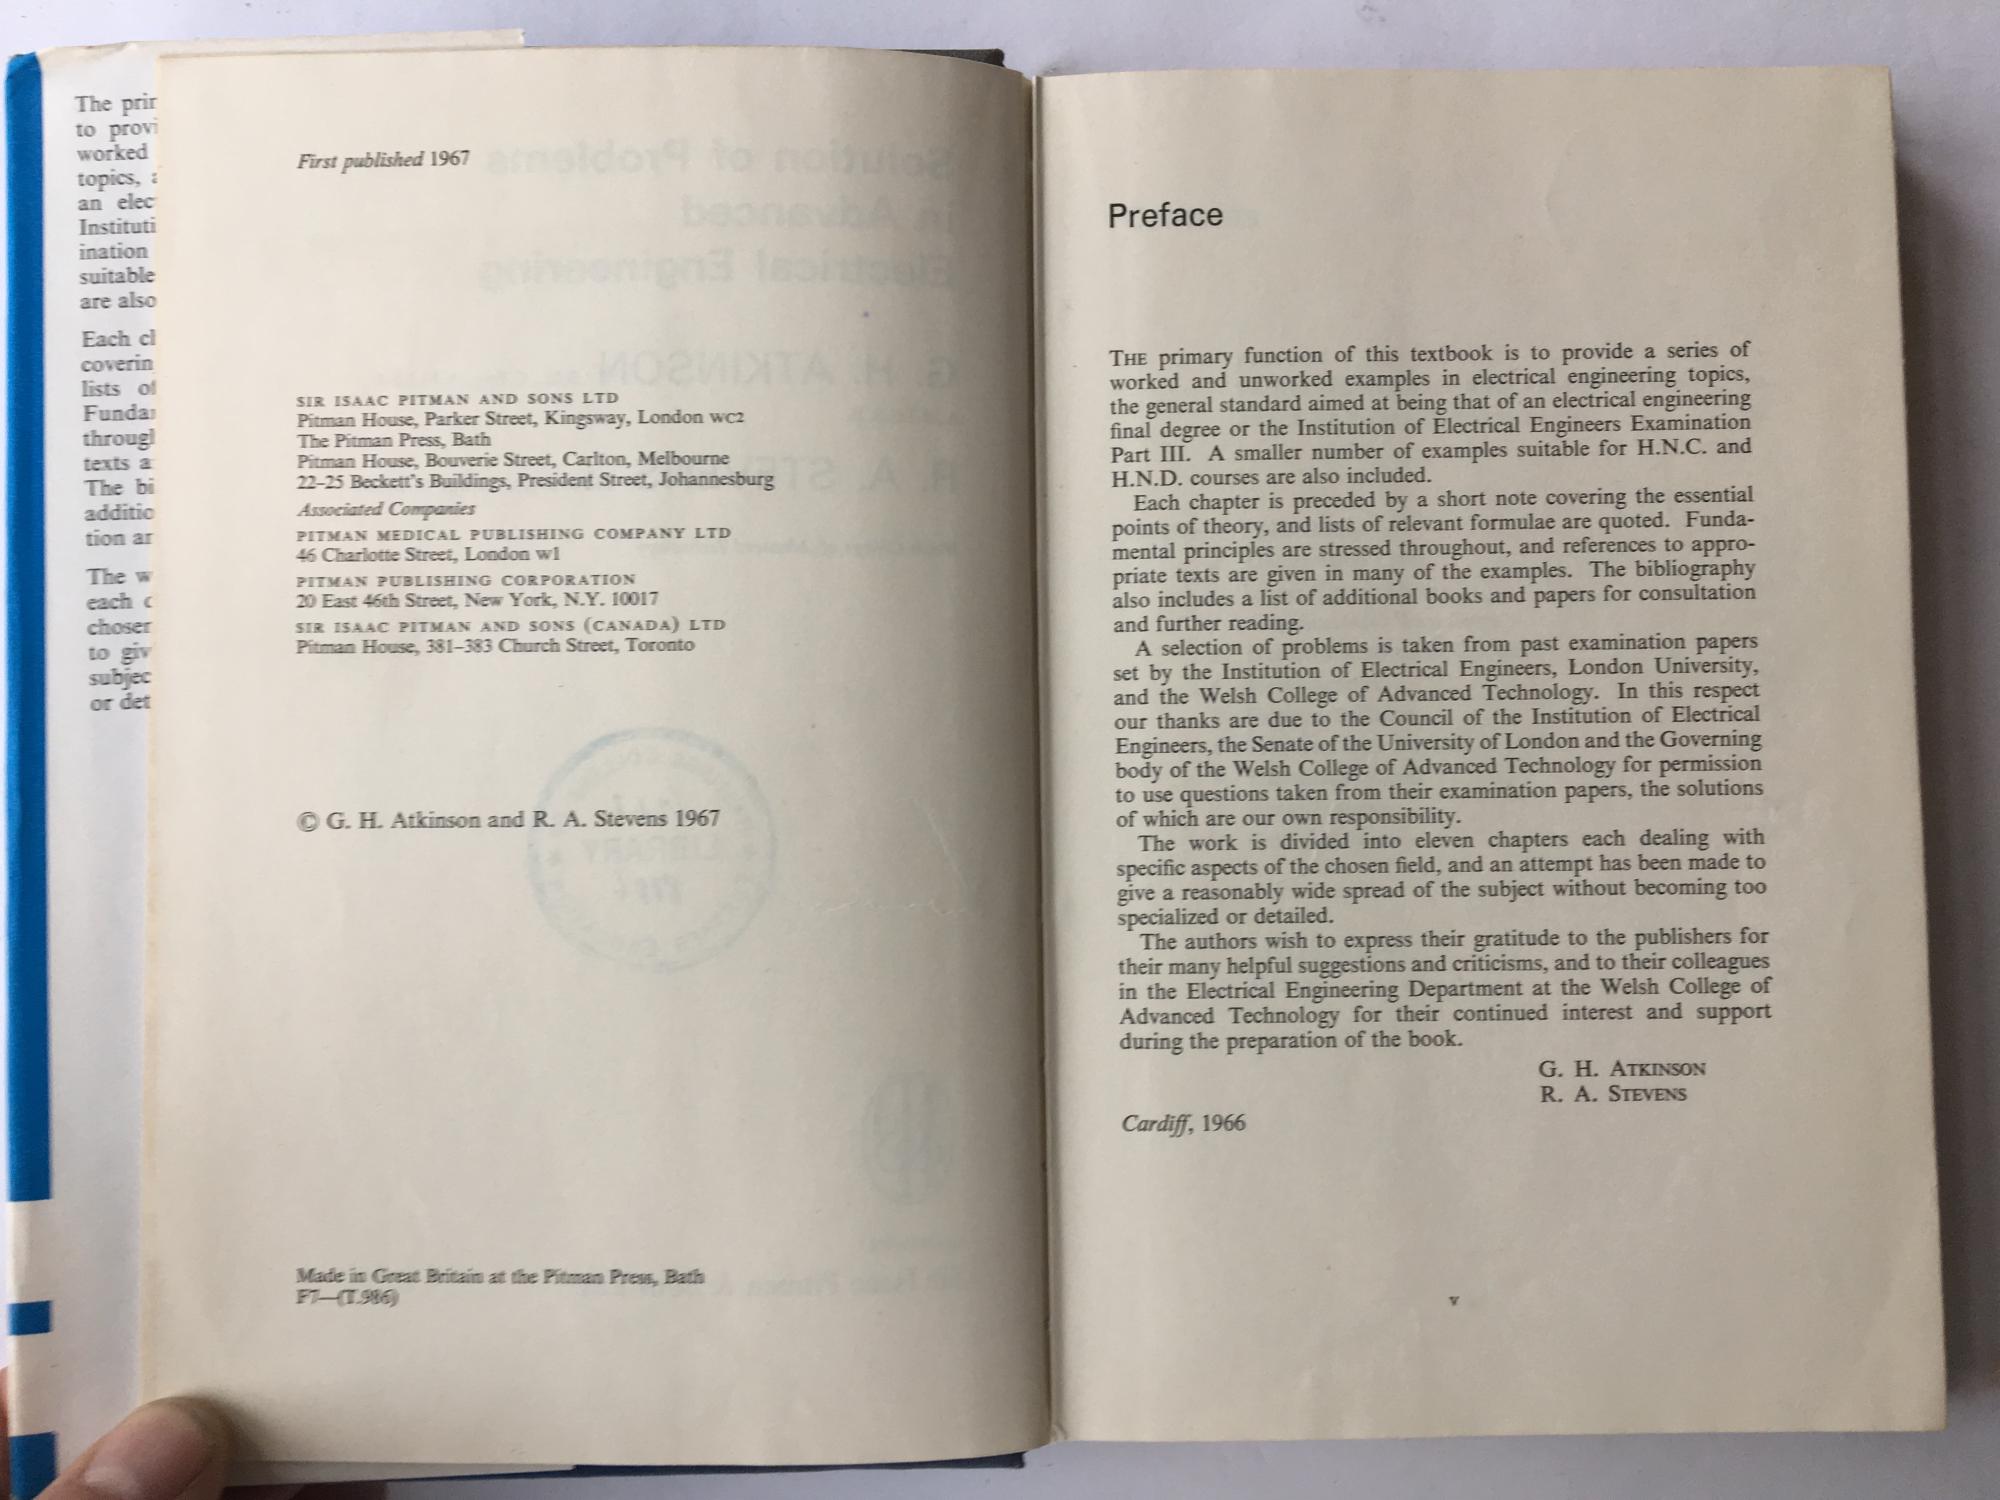 The
to
worked
topics,
an
suitable
are also
Each
lists
texts a
The
The
each
to
or
First published 1967
SIR ISAAC PITMAN AND SONS LTD
Pitman House, Parker Street, Kingsway, London WC2
The Pitman Press, Bath
Pitman House, Bouverie Street, Carlton, Melbourne
22–25 Beckett's Buildings, President Street, Johannesburg
Associated Companies
PITMAN MEDICAL PUBLISHING COMPANY LTD
46 Charlotte Street, London W1
PITMAN PUBLISHING CORPORATION
20 East 46th Street, New York, N.Y. 10017
SIR ISAAC PITMAN AND SONS (CANADA) LTD
Pitman House, 381–383 Church Street, Toronto
© G. H. Atkinson and R. A. Stevens 1967
Made in Great Britain at the Pitman Press, Bath
F7—(T.986)
Preface
THE primary function of this textbook is to provide a series of
worked and unworked examples in electrical engineering topics,
the general standard aimed at being that of an electrical engineering
final degree or the Institution of Electrical Engineers Examination
Part III. A smaller number of examples suitable for H.N.C. and
H.N.D. courses are also included.
Each chapter is preceded by a short note covering the essential
points of theory, and lists of relevant formulae are quoted. Funda-
mental principles are stressed throughout, and references to appro-
priate texts are given in many of the examples. The bibliography
also includes a list of additional books and papers for consultation
and further reading.
A selection of problems is taken from past examination papers
set by the Institution of Electrical Engineers, London University,
and the Welsh College of Advanced Technology. In this respect
our thanks are due to the Council of the Institution of Electrical
Engineers, the Senate of the University of London and the Governing
body of the Welsh College of Advanced Technology for permission
to use questions taken from their examination papers, the solutions
of which are our own responsibility.
The work is divided into eleven chapters each dealing with
specific aspects of the chosen field, and an attempt has been made to
give a reasonably wide spread of the subject without becoming too
specialized or detailed.
The authors wish to express their gratitude to the publishers for
their many helpful suggestions and criticisms, and to their colleagues
in the Electrical Engineering Department at the Welsh College of
Advanced Technology for their continued interest and support
during the preparation of the book.
G. H. ATKINSON
R. A. STEVENS
Cardiff, 1966
v